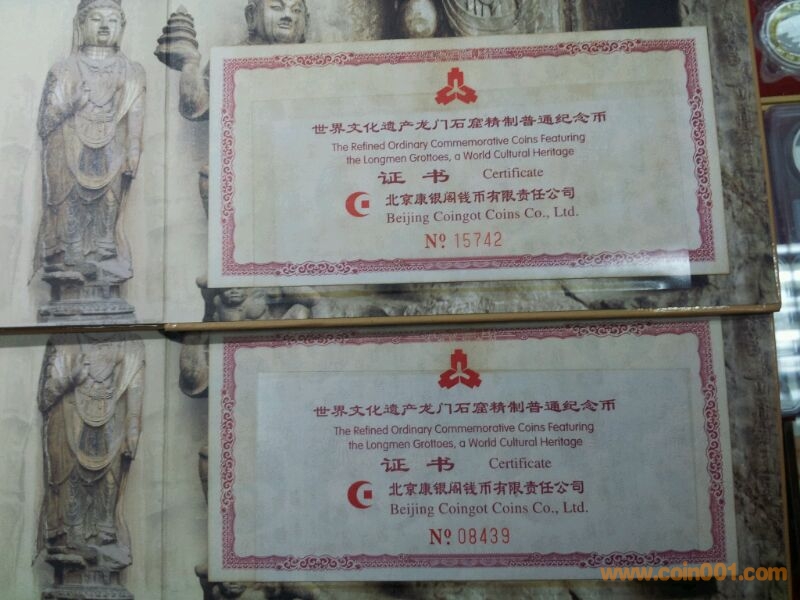 世界文化遗产龙门石窟精制普通纪念币
The Refined Ordinary Commemorative Coins Featuring
the Longmen Grottoes, a World Cultural Heritage
证 书 Certificate
北京康银阁钱币有限责任公司
Beijing Coingot Coins Co., Ltd.
Nº 15742
世界文化遗产龙门石窟精制普通纪念币
The Refined Ordinary Commemorative Coins Featuring
the Longmen Grottoes, a World Cultural Heritage
证 书 Certificate
北京康银阁钱币有限责任公司
Beijing Coingot Coins Co., Ltd.
Nº 08439
www.coin001.com